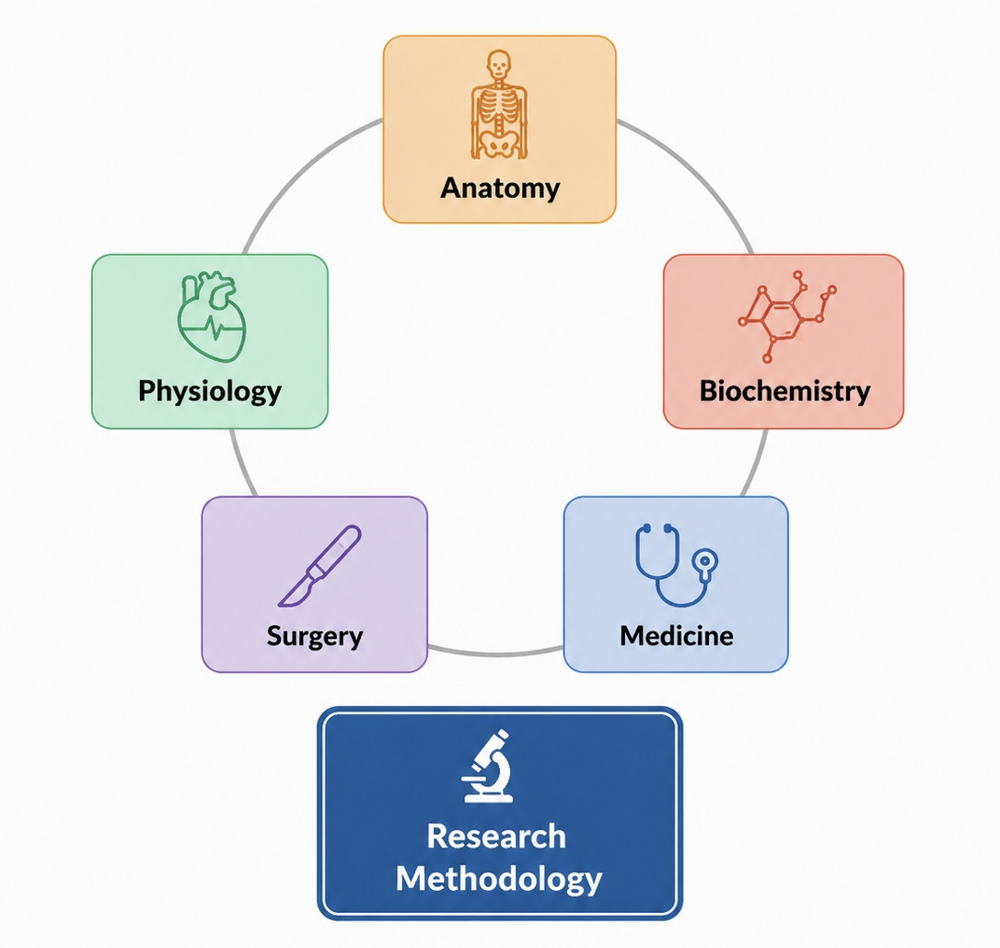 Anatomy
Physiology
Biochemistry
Surgery
Medicine
Research
Methodology